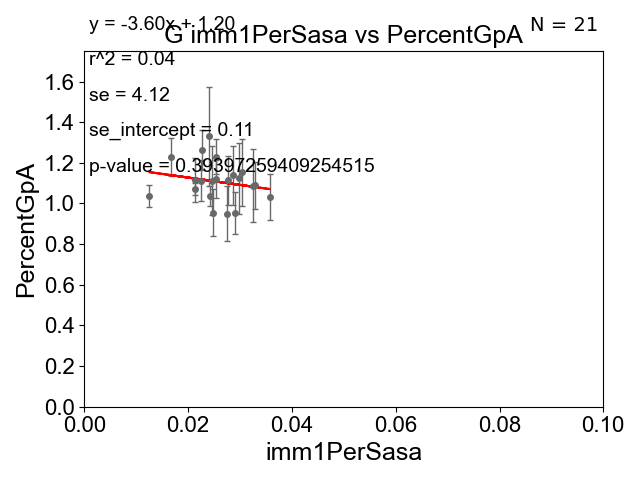 y = -3.60x + 1.20
G imm1PerSasa vs PercentGpA
N = 21
r^2 = 0.04
se = 4.12
se_intercept = 0.11
p-value = 0.39397259409254515
PercentGpA
1.6
1.4
1.2
1.0
0.8
0.6
0.4
0.2
0.0
0.00 0.02 0.04 0.06 0.08 0.10
imm1PerSasa